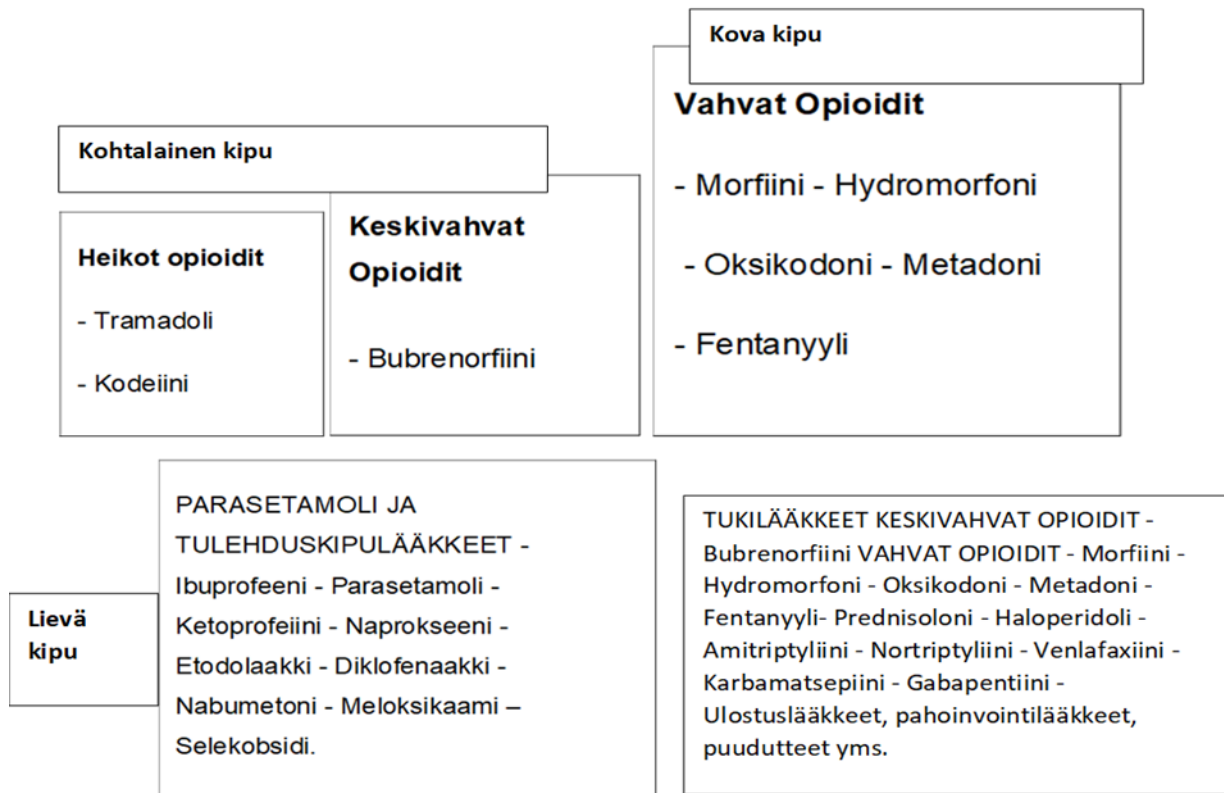 Kova kipu
Vahvat Opioidit
- Morfiini - Hydromorfoni
- Oksikodoni - Metadoni
- Fentanyyli
Kohtalainen kipu
Heikot opioidit
- Tramadoli
- Kodeiini
Keskivahvat
Opioidit
- Bubrenorfiini
Lievä
kipu
PARASETAMOLI JA
TULEHDUSKIPULÄÄKKEET -
Ibuprofeeni - Parasetamoli -
Ketoprofeiini - Naprokseeni -
Etodolaakki - Diklofenaakki -
Nabumetoni - Meloksikaami –
Selekobsidi.
TUKILÄÄKKEET KESKIVAHVAT OPIOIDIT -
Bubrenorfiini VAHVAT OPIOIDIT - Morfiini -
Hydromorfoni - Oksikodoni - Metadoni -
Fentanyyli- Prednisoloni - Haloperidoli -
Amitriptyliini - Nortriptyliini - Venlafaxiini -
Karbamatsepiini - Gabapentiini -
Ulostuslääkkeet, pahoinvointilääkkeet,
puudutteet yms.